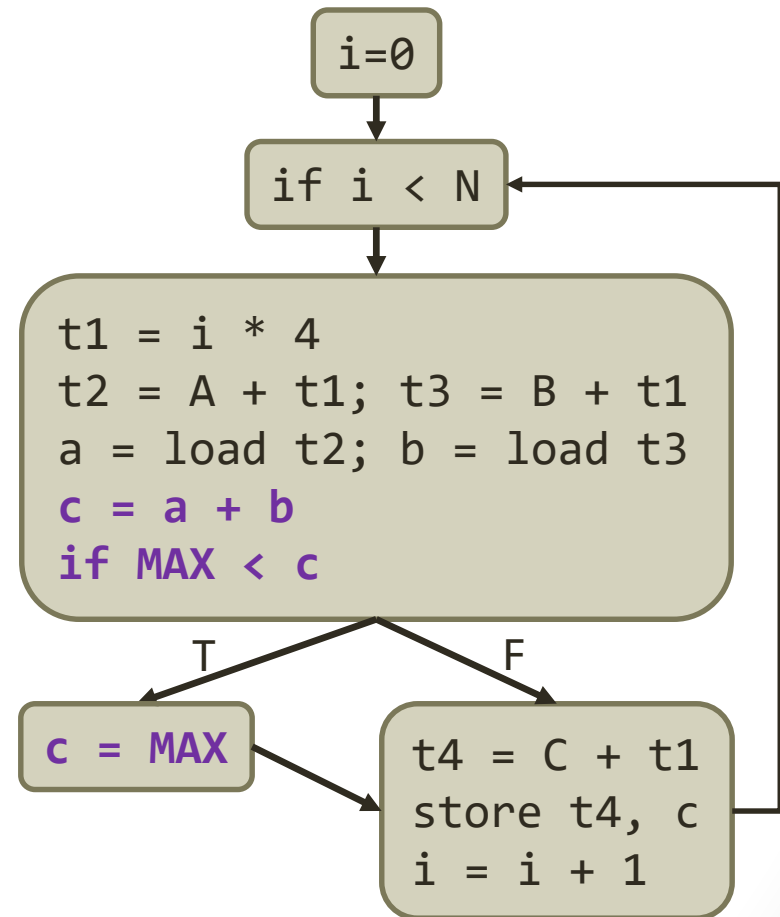 i=0
if i < N
t1 = i * 4
t2 = A + t1; t3 = B + t1
a = load t2; b = load t3
c = a + b
if MAX < c
T
F
c = MAX
t4 = C + t1
store t4, c
i = i + 1